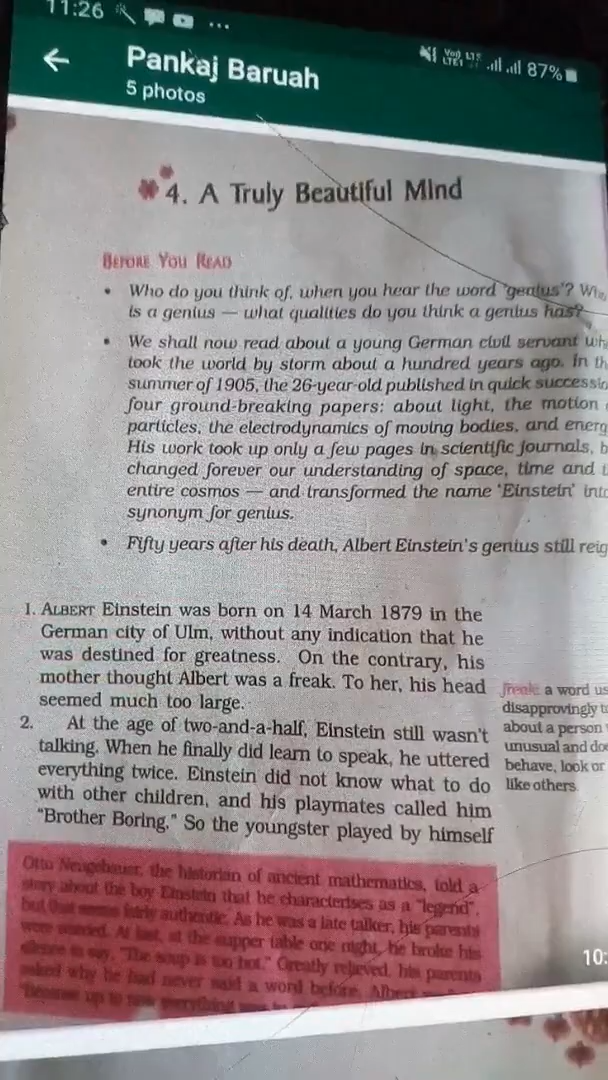 11:26
Vo) LTE
LTE1
87%
Pankaj Baruah
5 photos
4. A Truly Beautiful Mind
BEFORE YOU READ
• Who do you think of, when you hear the word 'genius'?
is a genius — what qualities do you think a genius has?
• We shall now read about a young German civil servant
took the world by storm about a hundred years ago. In
summer of 1905, the 26-year-old published in quick
four ground-breaking papers: about light, the motion
particles, the electrodynamics of moving bodies, and
His work took up only a few pages in scientific journals,
changed forever our understanding of space, time and
entire cosmos — and transformed the name 'Einstein'
synonym for genius.
• Fifty years after his death, Albert Einstein's genius still
1. ALBERT Einstein was born on 14 March 1879 in the
German city of Ulm, without any indication that he
was destined for greatness. On the contrary, his
mother thought Albert was a freak. To her, his head
seemed much too large.
freak: a word
disapprovingly
about a person
unusual and
behave, look or
like others.
2. At the age of two-and-a-half, Einstein still wasn't
talking. When he finally did learn to speak, he uttered
everything twice. Einstein did not know what to do
with other children, and his playmates called him
"Brother Boring." So the youngster played by himself
Otto Neugebauer, the historian of ancient mathematics, told a
story about the boy Einstein that he characterises as a "legend",
but that seems fairly authentic. As he was a late talker, his parents
were worried. At last, at the supper table one night, he broke his
silence to say, "The soup is too hot." Greatly relieved, his parents
asked why he had never said a word before. Albert
"Because up to now everything was in
10: